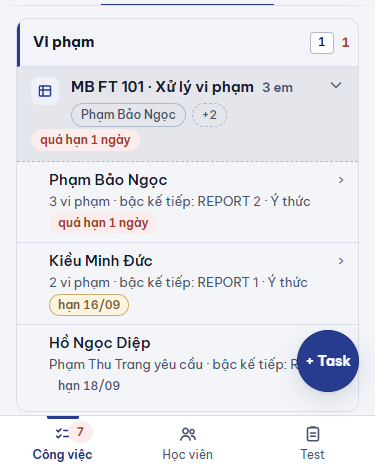 Vi phạm 1 1
MB FT 101 · Xử lý vi phạm 3 em
Phạm Bảo Ngọc +2
quá hạn 1 ngày
Phạm Bảo Ngọc
3 vi phạm · bậc kế tiếp: REPORT 2 · Ý thức
quá hạn 1 ngày
Kiều Minh Đức
2 vi phạm · bậc kế tiếp: REPORT 1 · Ý thức
hạn 16/09
Hồ Ngọc Diệp
+ Task
Phạm Thu Trang yêu cầu · bậc kế tiếp:
hạn 18/09
7
Công việc Học viên Test